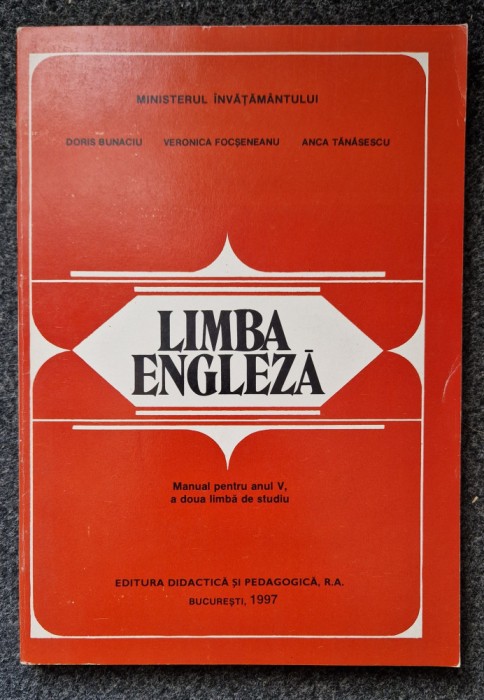 MINISTERUL ÎNVĂȚĂMÂNTULUI
DORIS BUNACIU VERONICA FOCȘENEANU ANCA TĂNĂSESCU
LIMBA
ENGLEZĂ
Manual pentru anul V,
a doua limbă de studiu
EDITURA DIDACTICĂ ȘI PEDAGOGICĂ, R.A.
BUCUREȘTI, 1997